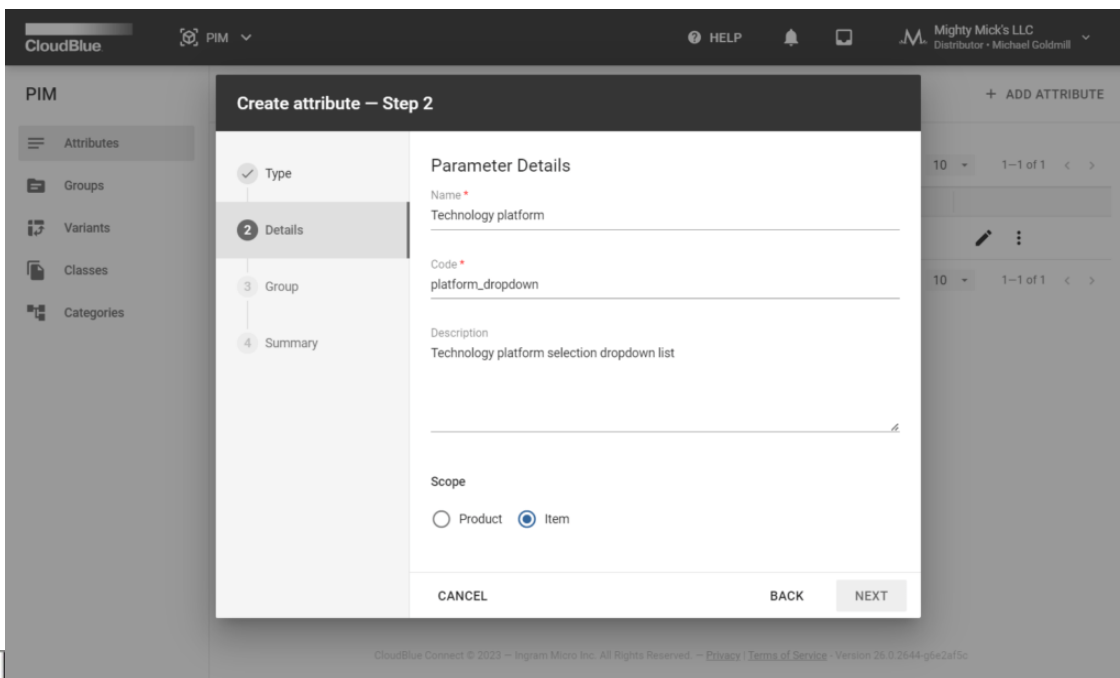 CloudBlue
PIM
HELP
Mighty Mick's LLC
Distributor • Michael Goldmill
PIM
+ ADD ATTRIBUTE
Attributes
Groups
Variants
Classes
Categories
10
1–1 of 1
10
1–1 of 1
Create attribute — Step 2
Type
2 Details
3 Group
4 Summary
Parameter Details
Name *
Technology platform
Code *
platform_dropdown
Description
Technology platform selection dropdown list
Scope
Product
Item
CANCEL
BACK
NEXT
CloudBlue Connect © 2023 — Ingram Micro Inc. All Rights Reserved. — Privacy | Terms of Service - Version 26.0.2644-g6e2af5c